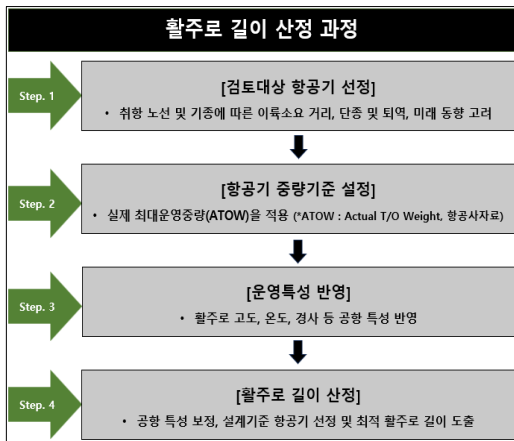 활주로 길이 산정 과정
Step. 1
[검토대상 항공기 선정]
• 취항 노선 및 기종에 따른 이륙소요 거리, 단종 및 퇴역, 미래 동향 고려
Step. 2
[항공기 중량기준 설정]
• 실제 최대운영중량(ATOW)을 적용 (*ATOW : Actual T/O Weight, 항공사자료)
Step. 3
[운영특성 반영]
• 활주로 고도, 온도, 경사 등 공항 특성 반영
Step. 4
[활주로 길이 산정]
• 공항 특성 보정, 설계기준 항공기 선정 및 최적 활주로 길이 도출